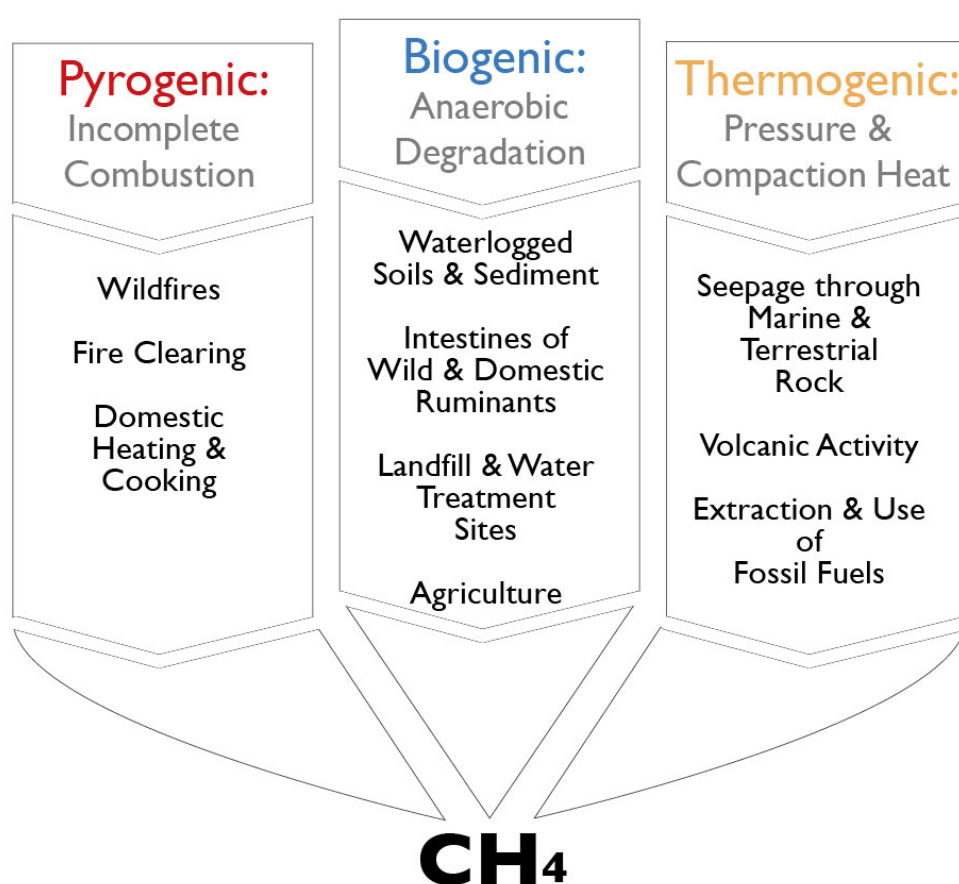 Pyrogenic:
Incomplete
Combustion
Wildfires
Fire Clearing
Domestic
Heating &
Cooking
Biogenic:
Anaerobic
Degradation
Waterlogged
Soils & Sediment
Intestines of
Wild & Domestic
Ruminants
Landfill & Water
Treatment
Sites
Agriculture
Thermogenic:
Pressure &
Compaction Heat
Seepage through
Marine &
Terrestrial
Rock
Volcanic Activity
Extraction & Use
of
Fossil Fuels
CH4